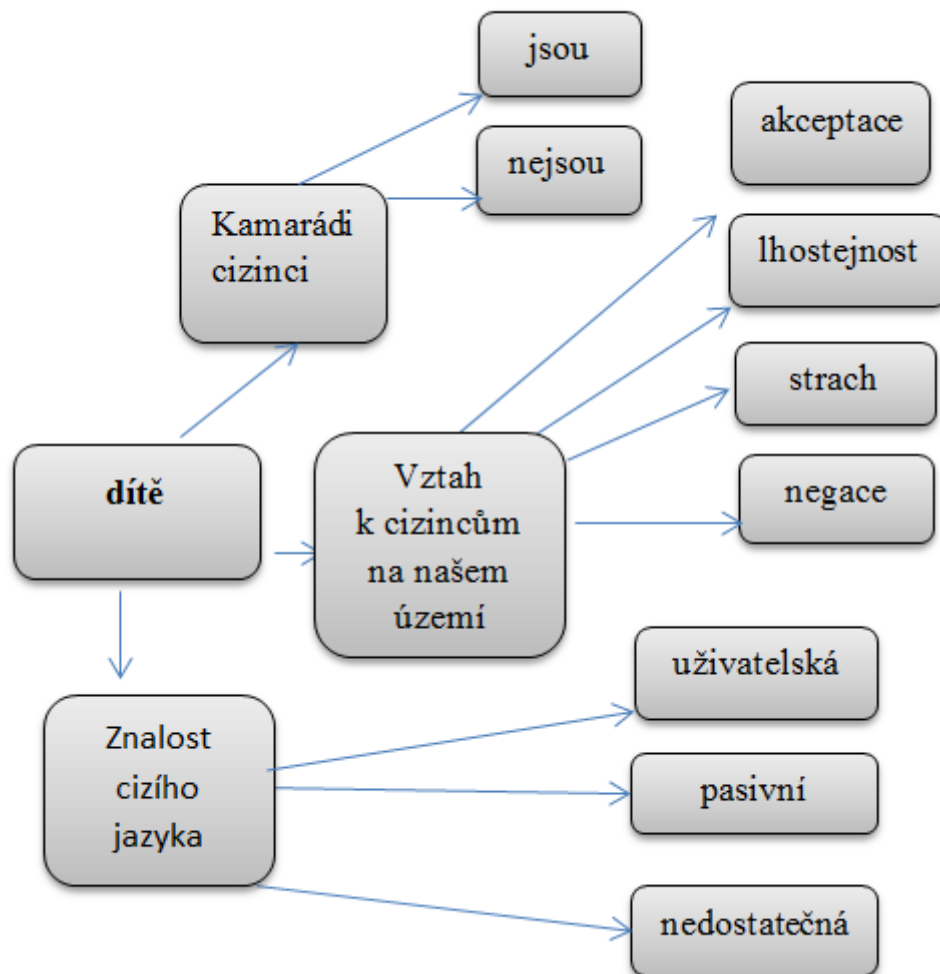 jsou
nejsou
Kamarádi
cizinci
akceptace
lhostejnost
strach
negace
dítě
Vztah
k cizincům
na našem
území
Znalost
cizího
jazyka
uživatelská
pasivní
nedostatečná